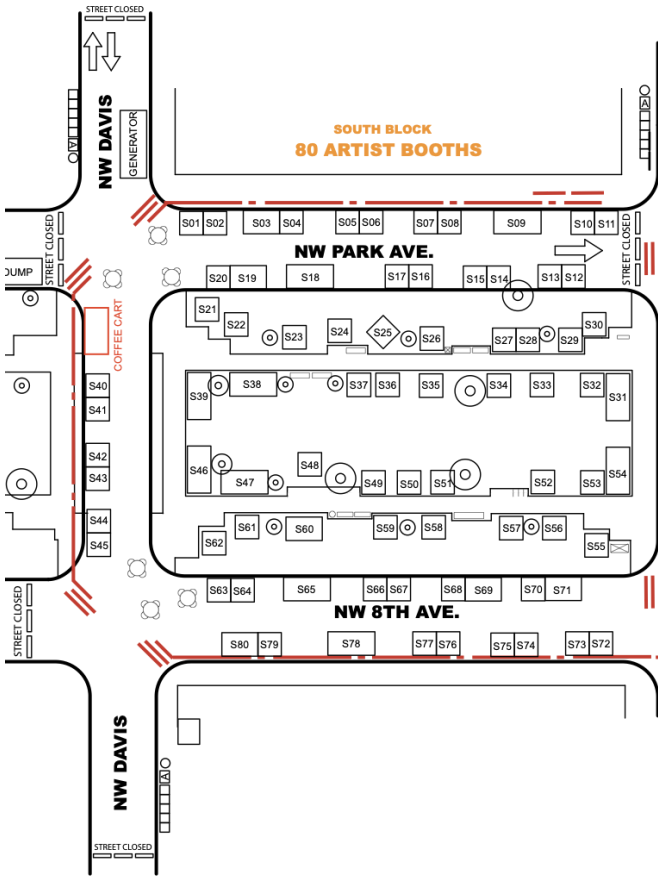 STREET CLOSED
NW DAVIS
GENERATOR
A
A
SOUTH BLOCK
80 ARTIST BOOTHS
S01 S02 S03 S04 S05 S06 S07 S08 S09 S10 S11
STREET CLOSED
NW PARK AVE.
STREET CLOSED
DUMP
S20 S19 S18 S17 S16 S15 S14 S13 S12
COFFEE CART
S21
S22 S23 S24 S25 S26 S27 S28 S29 S30
S40 S39 S38 S37 S36 S35 S34 S33 S32 S31
S41
S42 S46 S48 S54
S43 S47 S49 S50 S51 S52 S53
S44 S61 S60 S59 S58 S57 S56
S45 S62 S55
STREET CLOSED
S63 S64 S65 S66 S67 S68 S69 S70 S71
NW 8TH AVE.
S80 S79 S78 S77 S76 S75 S74 S73 S72
NW DAVIS
A
STREET CLOSED